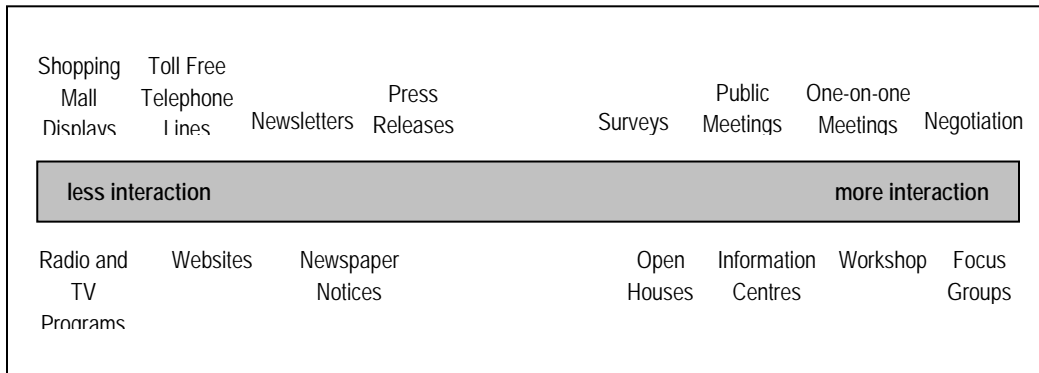 Shopping
Mall
Displays
Toll Free
Telephone
Lines
Newsletters
Press
Releases
Surveys
Public
Meetings
One-on-one
Meetings
Negotiation
less interaction
more interaction
Radio and
TV
Programs
Websites
Newspaper
Notices
Open
Houses
Information
Centres
Workshop
Focus
Groups